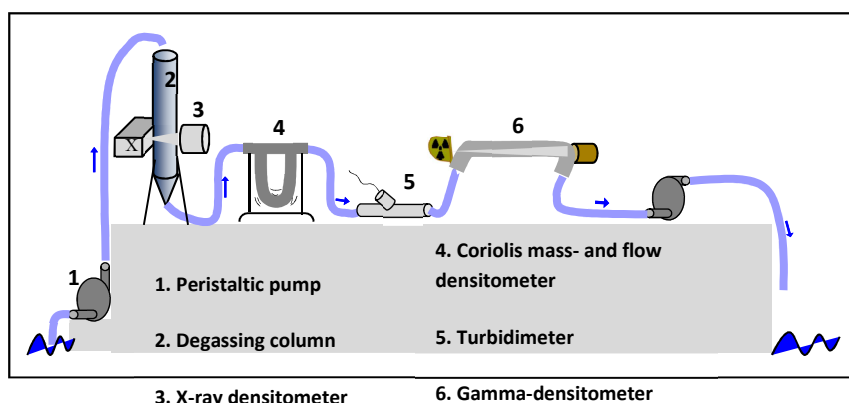 2
3
X
4
6
5
1
1. Peristaltic pump
2. Degassing column
3. X-ray densitometer
4. Coriolis mass- and flow
densitometer
5. Turbidimeter
6. Gamma-densitometer